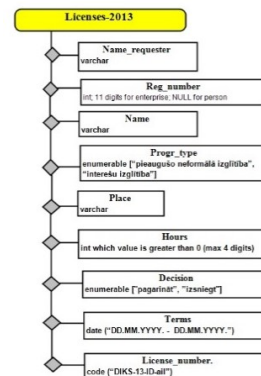 Licenses-2013
Name_requester
varchar
Reg_number
int; 11 digits for enterprise; NULL for person
Name
varchar
Progr_type
enumerable ["pieaugušo neformālā izglītība",
"interešu izglītība"]
Place
varchar
Hours
int which value is greater than 0 (max 4 digits)
Decision
enumerable ["pagarināt", "izsniegt"]
Terms
date ("DD.MM.YYYY. - DD.MM.YYYY.")
License_number.
code ("DIKS-13-ID-ail")